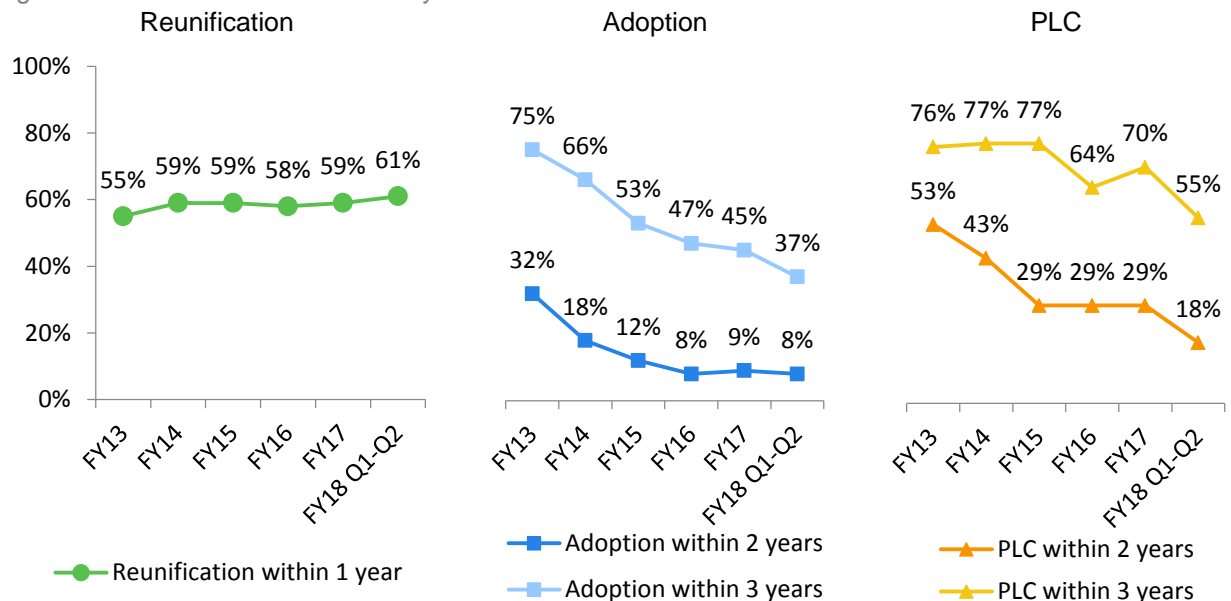 Reunification
Adoption
PLC
100%
80%
60%
40%
20%
0%
55%
59%
59%
58%
59%
61%
75%
66%
53%
47%
45%
37%
32%
18%
12%
8%
9%
8%
76%
77%
77%
64%
70%
55%
53%
43%
29%
29%
29%
18%
FY13
FY14
FY15
FY16
FY17
FY18 Q1-Q2
FY13
FY14
FY15
FY16
FY17
FY18 Q1-Q2
FY13
FY14
FY15
FY16
FY17
FY18 Q1-Q2
Reunification within 1 year
Adoption within 2 years
Adoption within 3 years
PLC within 2 years
PLC within 3 years